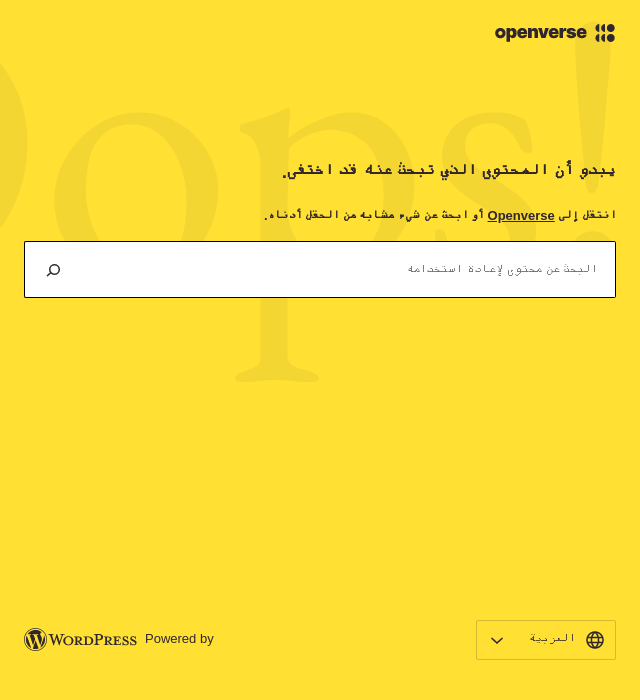 openverse
Oops!
يبدو أن المحتوى الذي تبحث عنه قد اختفى.
انتقل إلى Openverse أو ابحث عن شيء مشابه من الحقل أدناه.
البحث عن محتوى لإعادة استخدامه
العربية
Powered by WORDPRESS